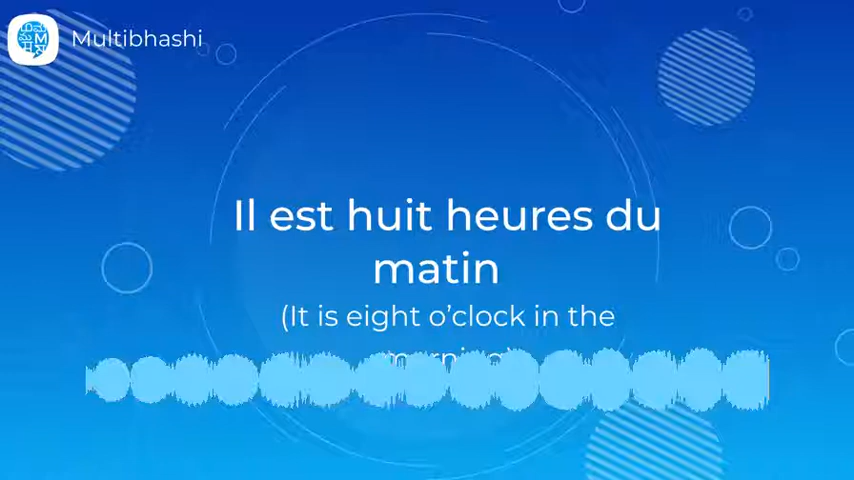 Multibhashi
Il est huit heures du
matin
(It is eight o’clock in the